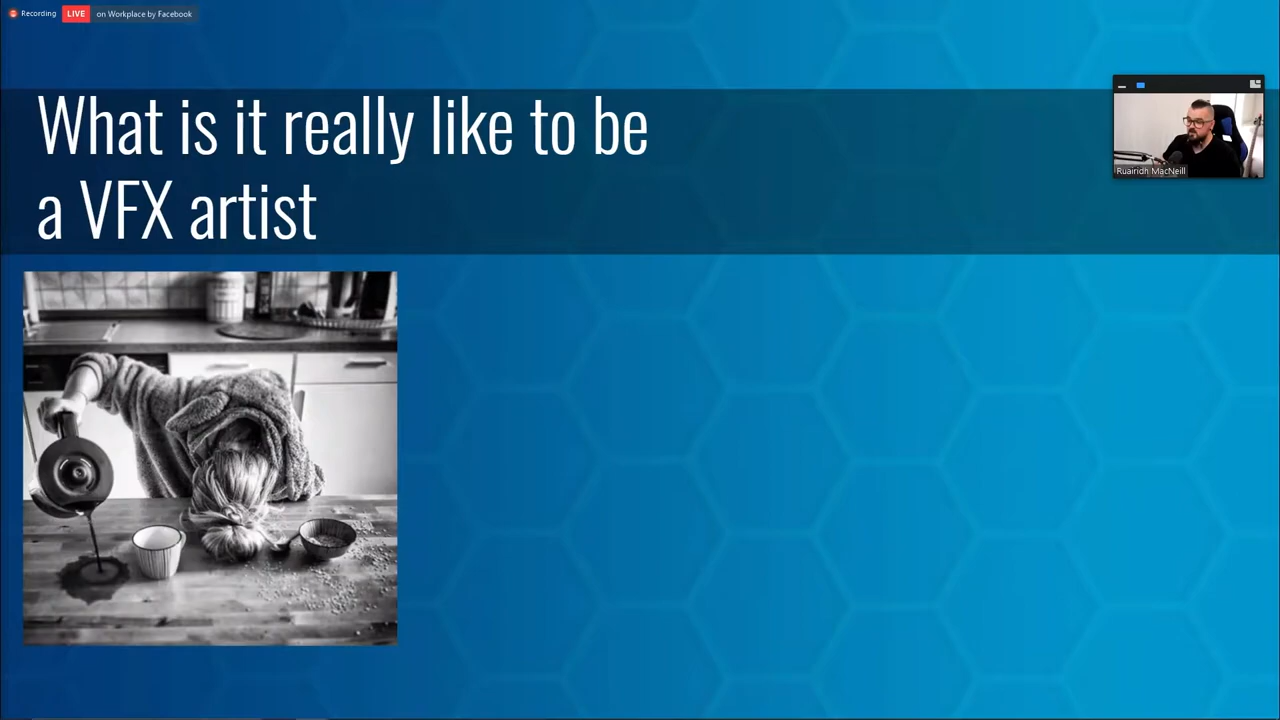 Recording LIVE on Workplace by Facebook
What is it really like to be
a VFX artist
Ruairidh MacNeill